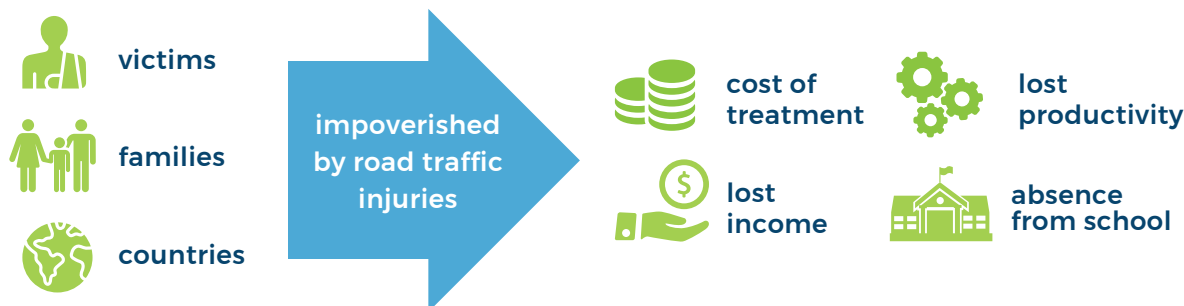 victims
families
countries
impoverished
by road traffic
injuries
cost of
treatment
lost
productivity
$
lost
income
absence
from school